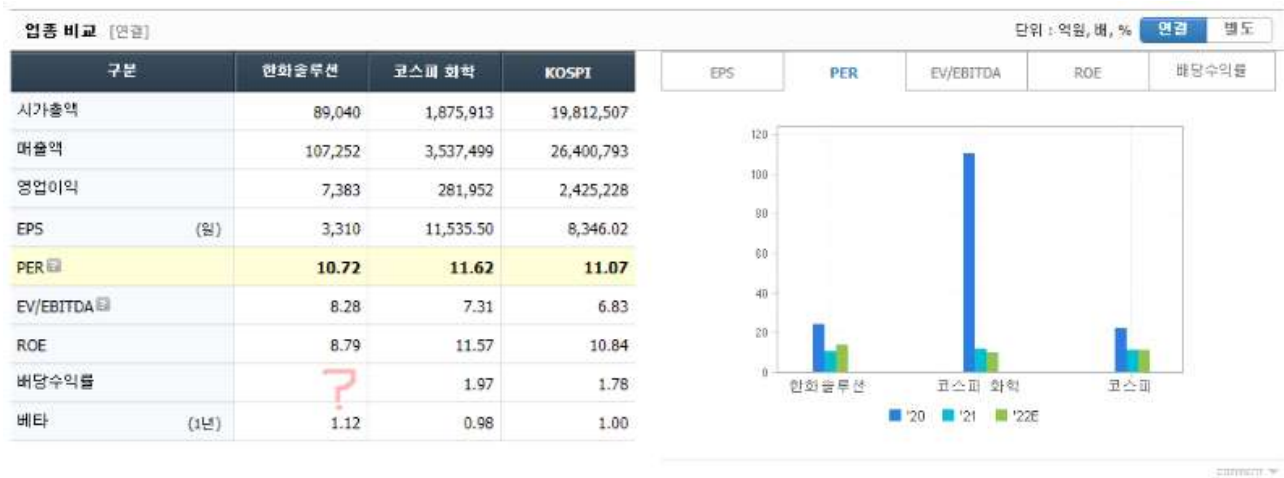 업종 비교 [연결]
단위 : 억원, 배, % 연결 별도
구분 한화솔루션 코스피 화학 KOSPI
시가총액 89,040 1,875,913 19,812,507
매출액 107,252 3,537,499 26,400,793
영업이익 7,383 281,952 2,425,228
EPS (원) 3,310 11,535.50 8,346.02
PER ? 10.72 11.62 11.07
EV/EBITDA ? 8.28 7.31 6.83
ROE 8.79 11.57 10.84
배당수익률 ? 1.97 1.78
베타 (1년) 1.12 0.98 1.00
EPS PER EV/EBITDA ROE 배당수익률
120
100
80
60
40
20
0
한화솔루션 코스피 화학 코스피
'20 '21 '22E
comment